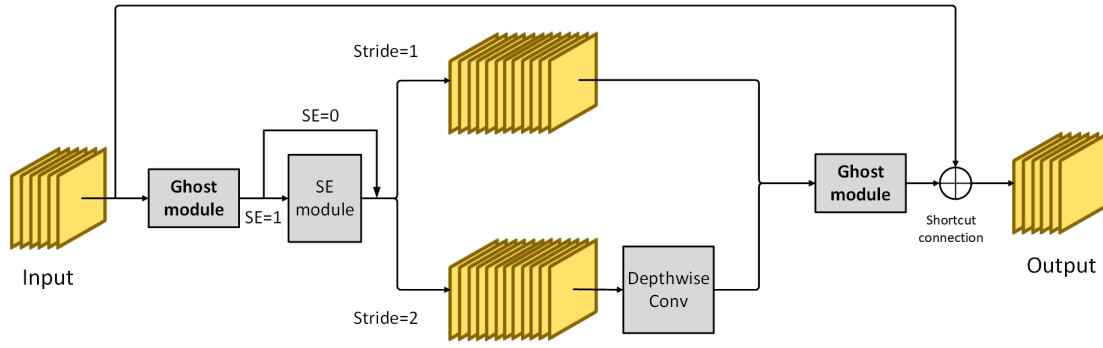 Stride=1
SE=0
Input
Ghost
module
SE=1
SE
module
Stride=2
Depthwise
Conv
Ghost
module
Shortcut
connection
Output